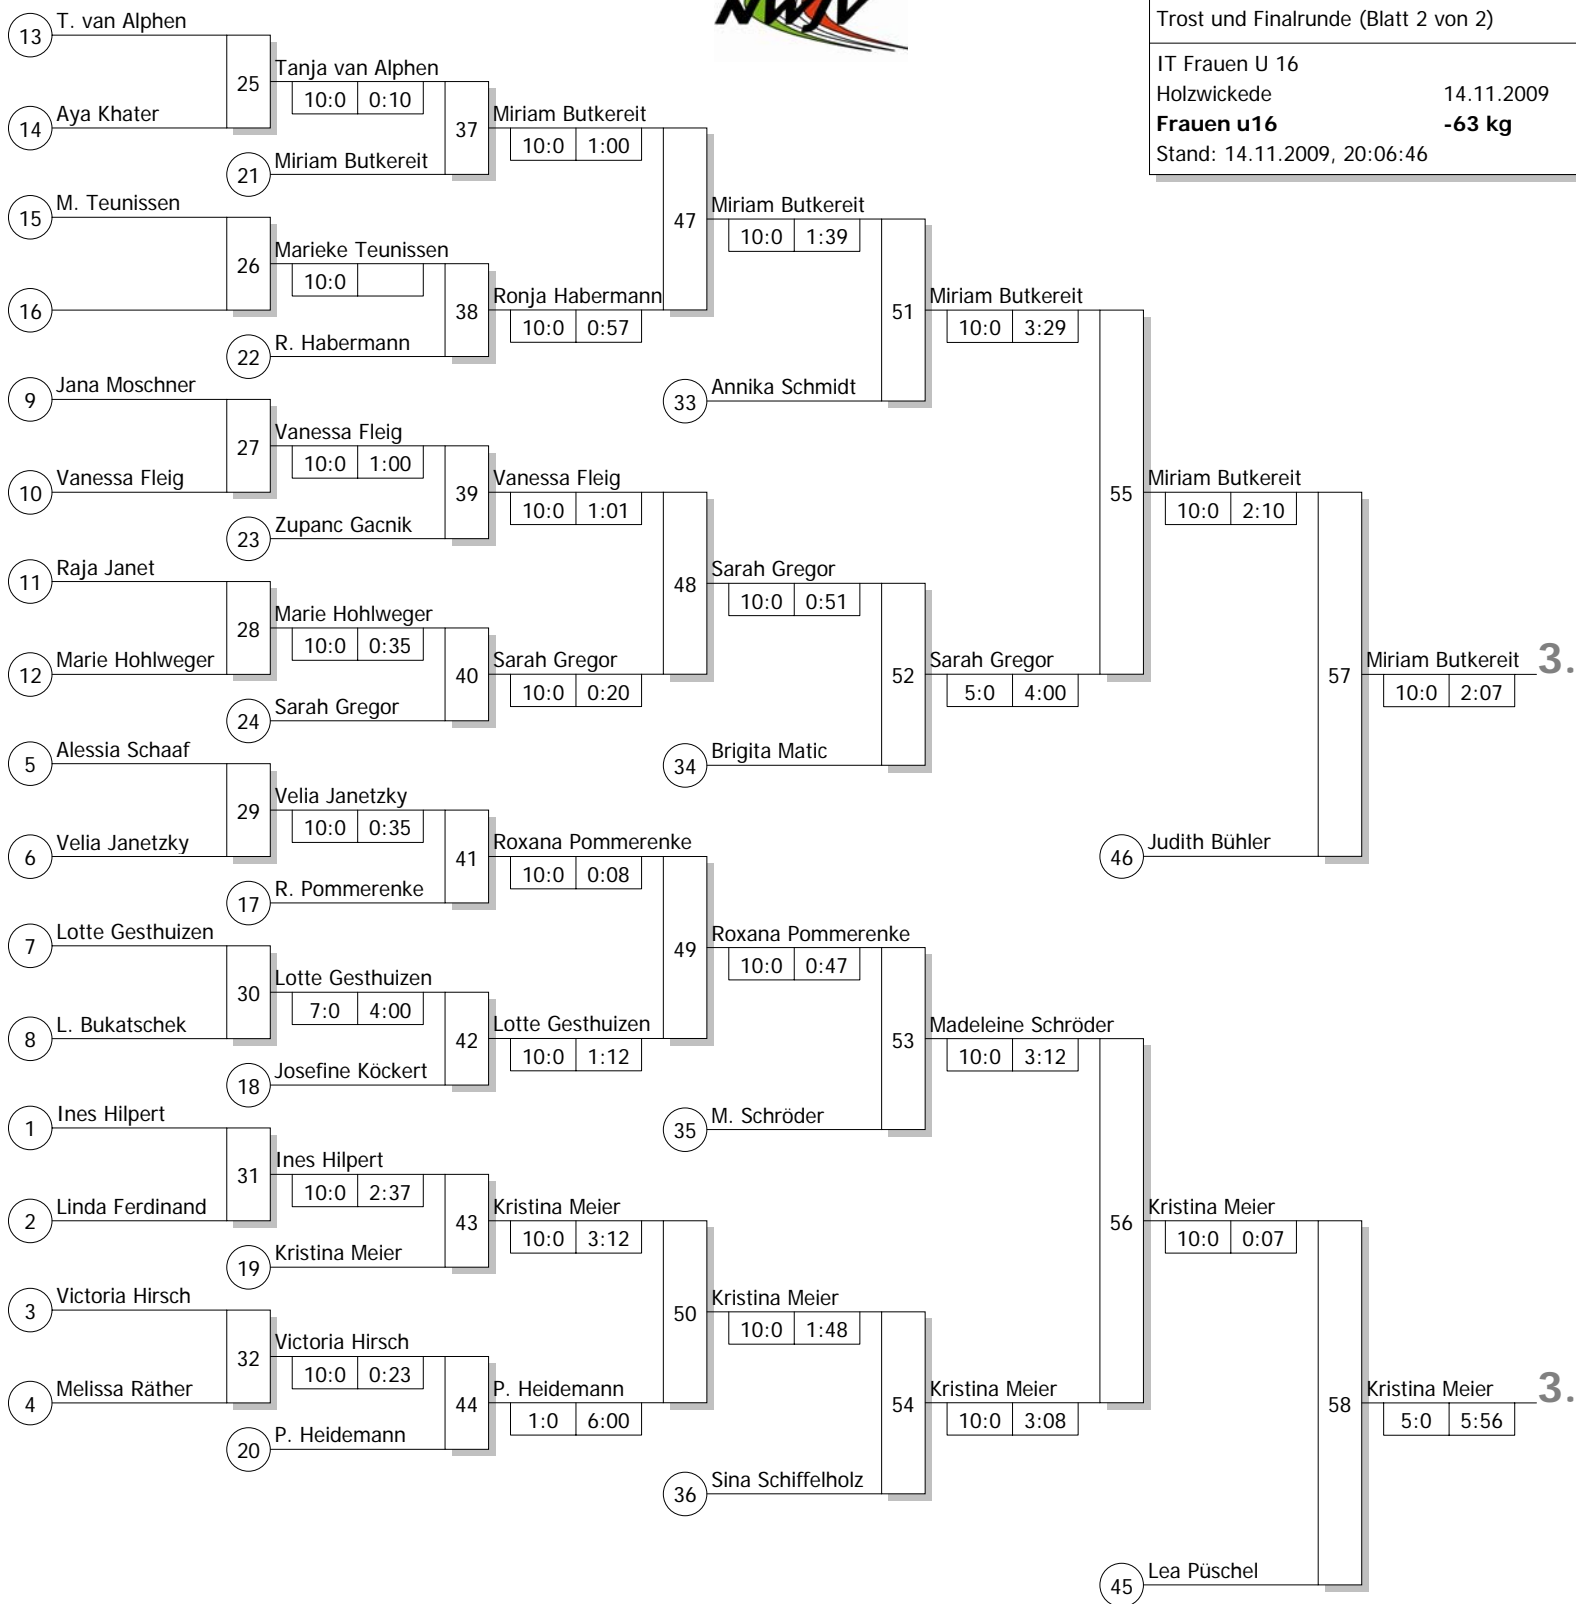 NWJV
Trost und Finalrunde (Blatt 2 von 2)
IT Frauen U 16
Holzwickede 14.11.2009
Frauen u16 -63 kg
Stand: 14.11.2009, 20:06:46
13 T. van Alphen
25 Tanja van Alphen
10:0 0:10
14 Aya Khater
37 Miriam Butkereit
10:0 1:00
21 Miriam Butkereit
15 M. Teunissen
47 Miriam Butkereit
10:0 1:39
26 Marieke Teunissen
10:0
16
38 Ronja Habermann
10:0 0:57
22 R. Habermann
51 Miriam Butkereit
10:0 3:29
33 Annika Schmidt
9 Jana Moschner
27 Vanessa Fleig
10:0 1:00
10 Vanessa Fleig
39 Vanessa Fleig
10:0 1:01
23 Zupanc Gacnik
55 Miriam Butkereit
10:0 2:10
11 Raja Janet
48 Sarah Gregor
10:0 0:51
28 Marie Hohlweger
10:0 0:35
12 Marie Hohlweger
40 Sarah Gregor
10:0 0:20
24 Sarah Gregor
52 Sarah Gregor
5:0 4:00
57 Miriam Butkereit 3.
10:0 2:07
34 Brigita Matic
5 Alessia Schaaf
29 Velia Janetzky
10:0 0:35
6 Velia Janetzky
41 Roxana Pommerenke
10:0 0:08
46 Judith Bühler
17 R. Pommerenke
7 Lotte Gesthuizen
49 Roxana Pommerenke
10:0 0:47
30 Lotte Gesthuizen
7:0 4:00
8 L. Bukatschek
42 Lotte Gesthuizen
10:0 1:12
18 Josefine Köckert
53 Madeleine Schröder
10:0 3:12
35 M. Schröder
1 Ines Hilpert
31 Ines Hilpert
10:0 2:37
2 Linda Ferdinand
43 Kristina Meier
10:0 3:12
19 Kristina Meier
56 Kristina Meier
10:0 0:07
3 Victoria Hirsch
50 Kristina Meier
10:0 1:48
32 Victoria Hirsch
10:0 0:23
4 Melissa Räther
44 P. Heidemann
1:0 6:00
20 P. Heidemann
54 Kristina Meier
10:0 3:08
58 Kristina Meier 3.
5:0 5:56
36 Sina Schiffelholz
45 Lea Püschel